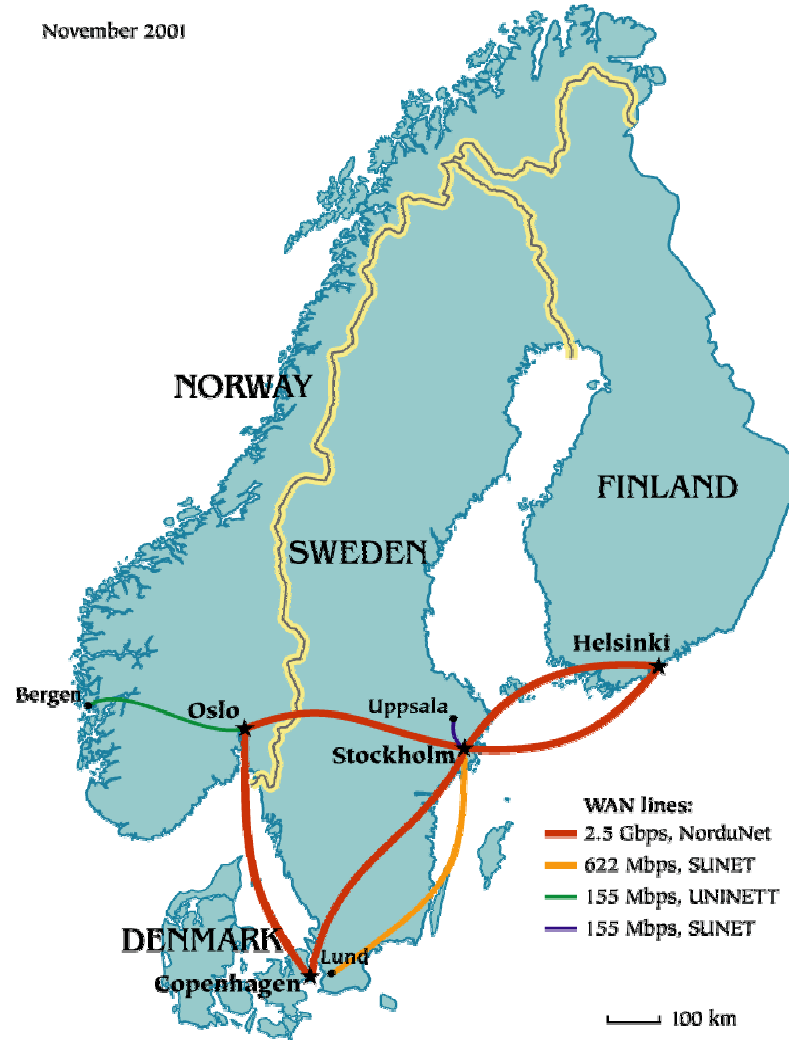 November 2001
NORWAY
FINLAND
SWEDEN
Helsinki
Bergen
Oslo
Uppsala
Stockholm
WAN lines:
2.5 Gbps, NorduNet
622 Mbps, SUNET
155 Mbps, UNINETT
155 Mbps, SUNET
DENMARK
Lund
Copenhagen
100 km